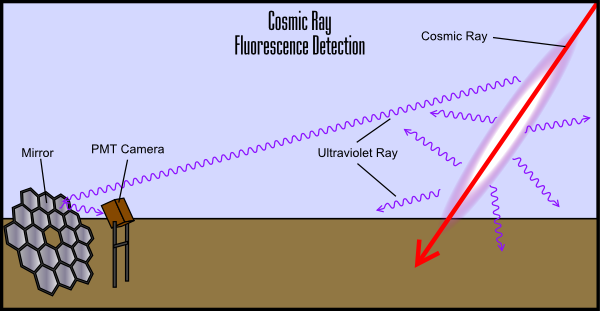 Cosmic Ray
Fluorescence Detection
Cosmic Ray
Mirror
PMT Camera
Ultraviolet Ray